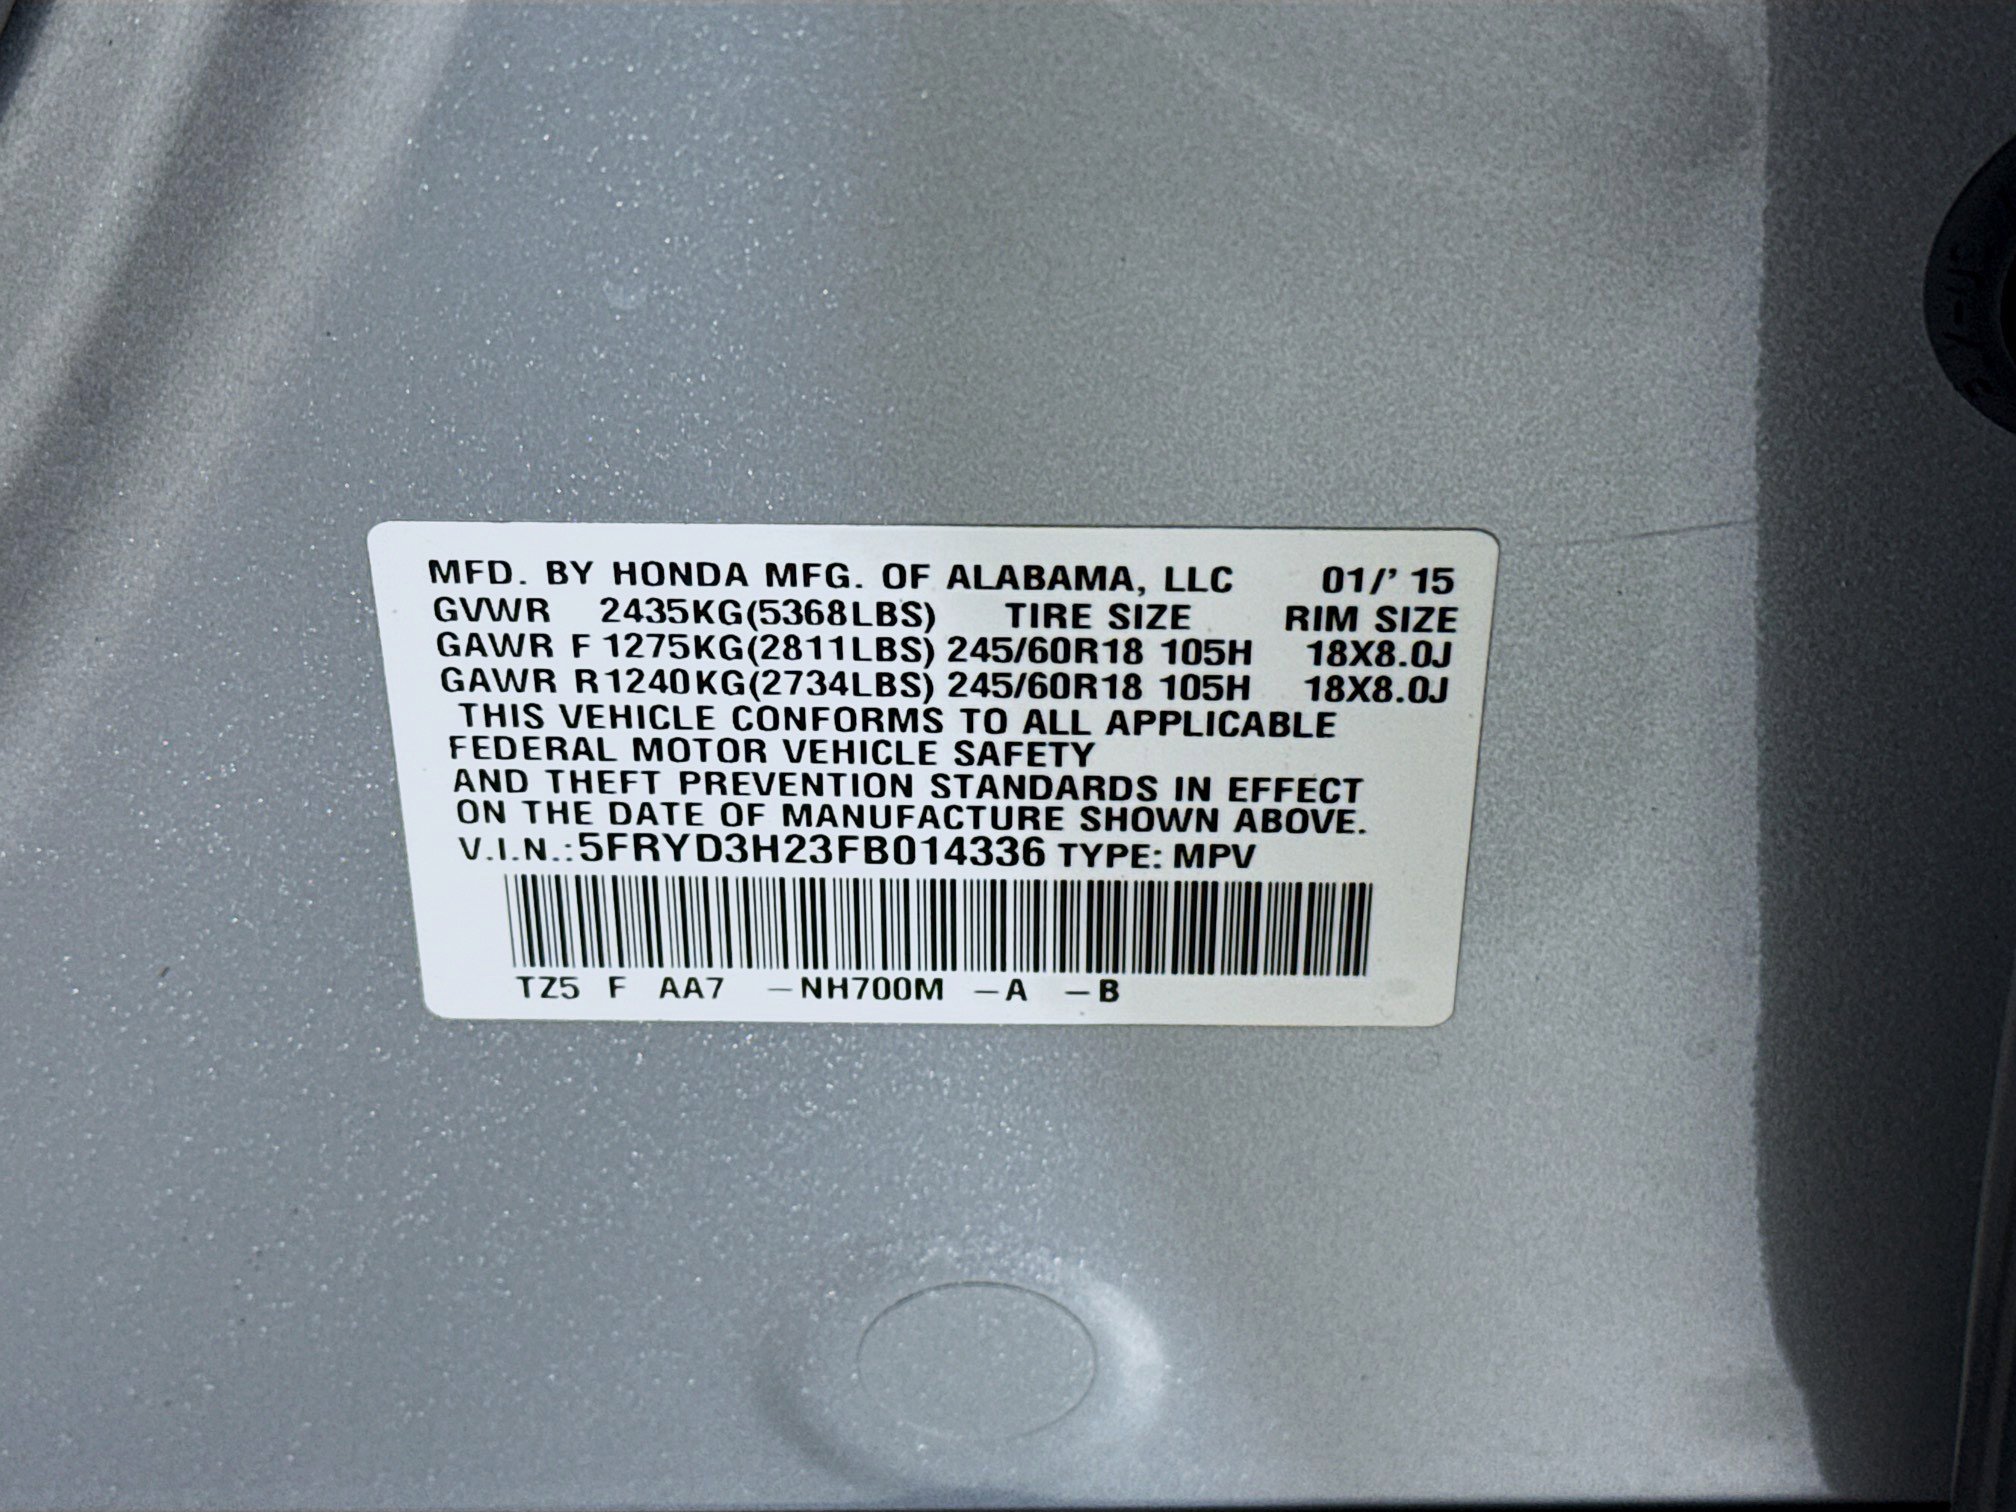 MFD. BY HONDA MFG. OF ALABAMA, LLC 01/' 15
GVWR 2435KG(5368LBS) TIRE SIZE RIM SIZE
GAWR F 1275KG(2811LBS) 245/60R18 105H 18X8.0J
GAWR R1240KG(2734LBS) 245/60R18 105H 18X8.0J
THIS VEHICLE CONFORMS TO ALL APPLICABLE
FEDERAL MOTOR VEHICLE SAFETY
AND THEFT PREVENTION STANDARDS IN EFFECT
ON THE DATE OF MANUFACTURE SHOWN ABOVE.
V.I.N.:5FRYD3H23FB014336 TYPE: MPV
TZ5 F AA7 -NH700M -A -B